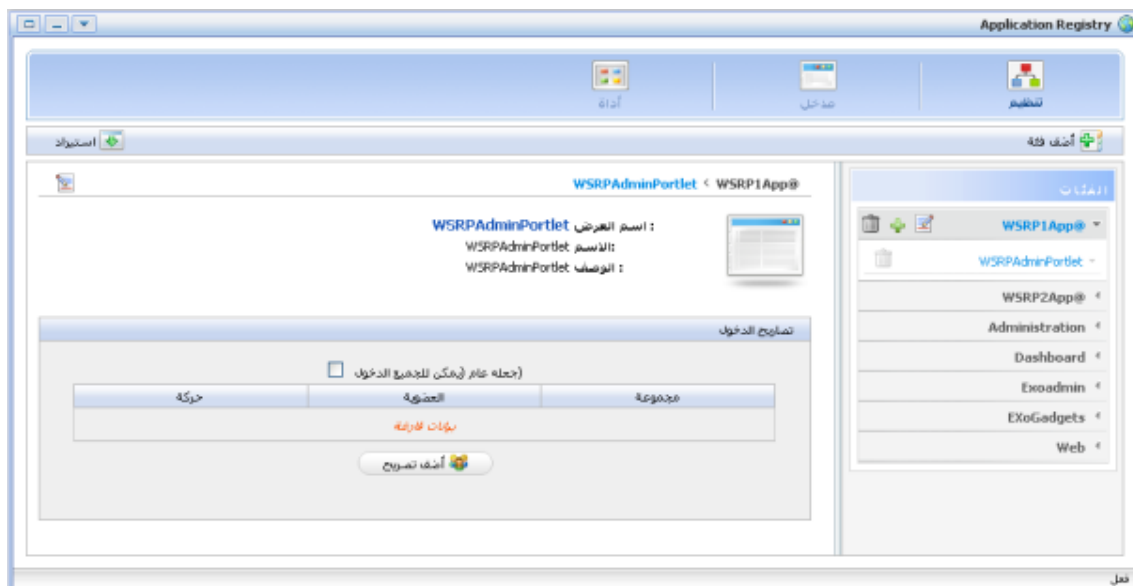 Application Registry
تنظيم
مدخل
أداة
أضف فئة
استيراد
الفئات
WSRP1App@
WSRPAdminPortlet
WSRP2App@
Administration
Dashboard
Exoadmin
EXoGadgets
Web
WSRPAdminPortlet < WSRP1App@
اسم العرض : WSRPAdminPortlet
الاسم: WSRPAdminPortlet
الوصف : WSRPAdminPortlet
تصاريح الدخول
(جعله عام (يمكن للجميع الدخول
مجموعة العضوية حركة
بيانات فارغة
أضف تصريح